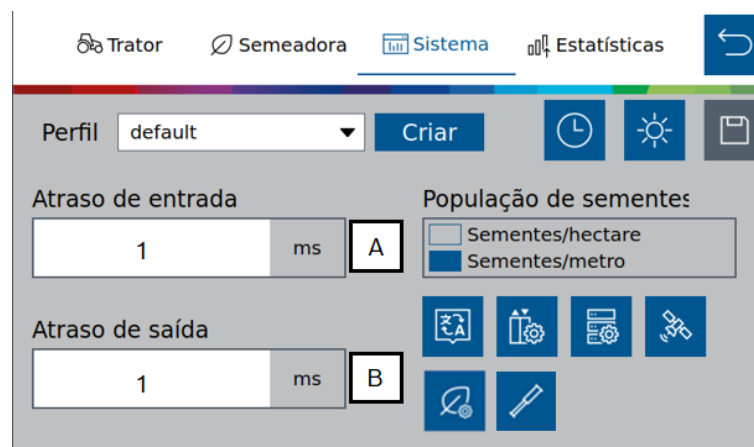 Trator Semeadora Sistema Estatísticas
Perfil default Criar
Atraso de entrada
1 ms A
População de sementes
Sementes/hectare
Sementes/metro
Atraso de saída
1 ms B